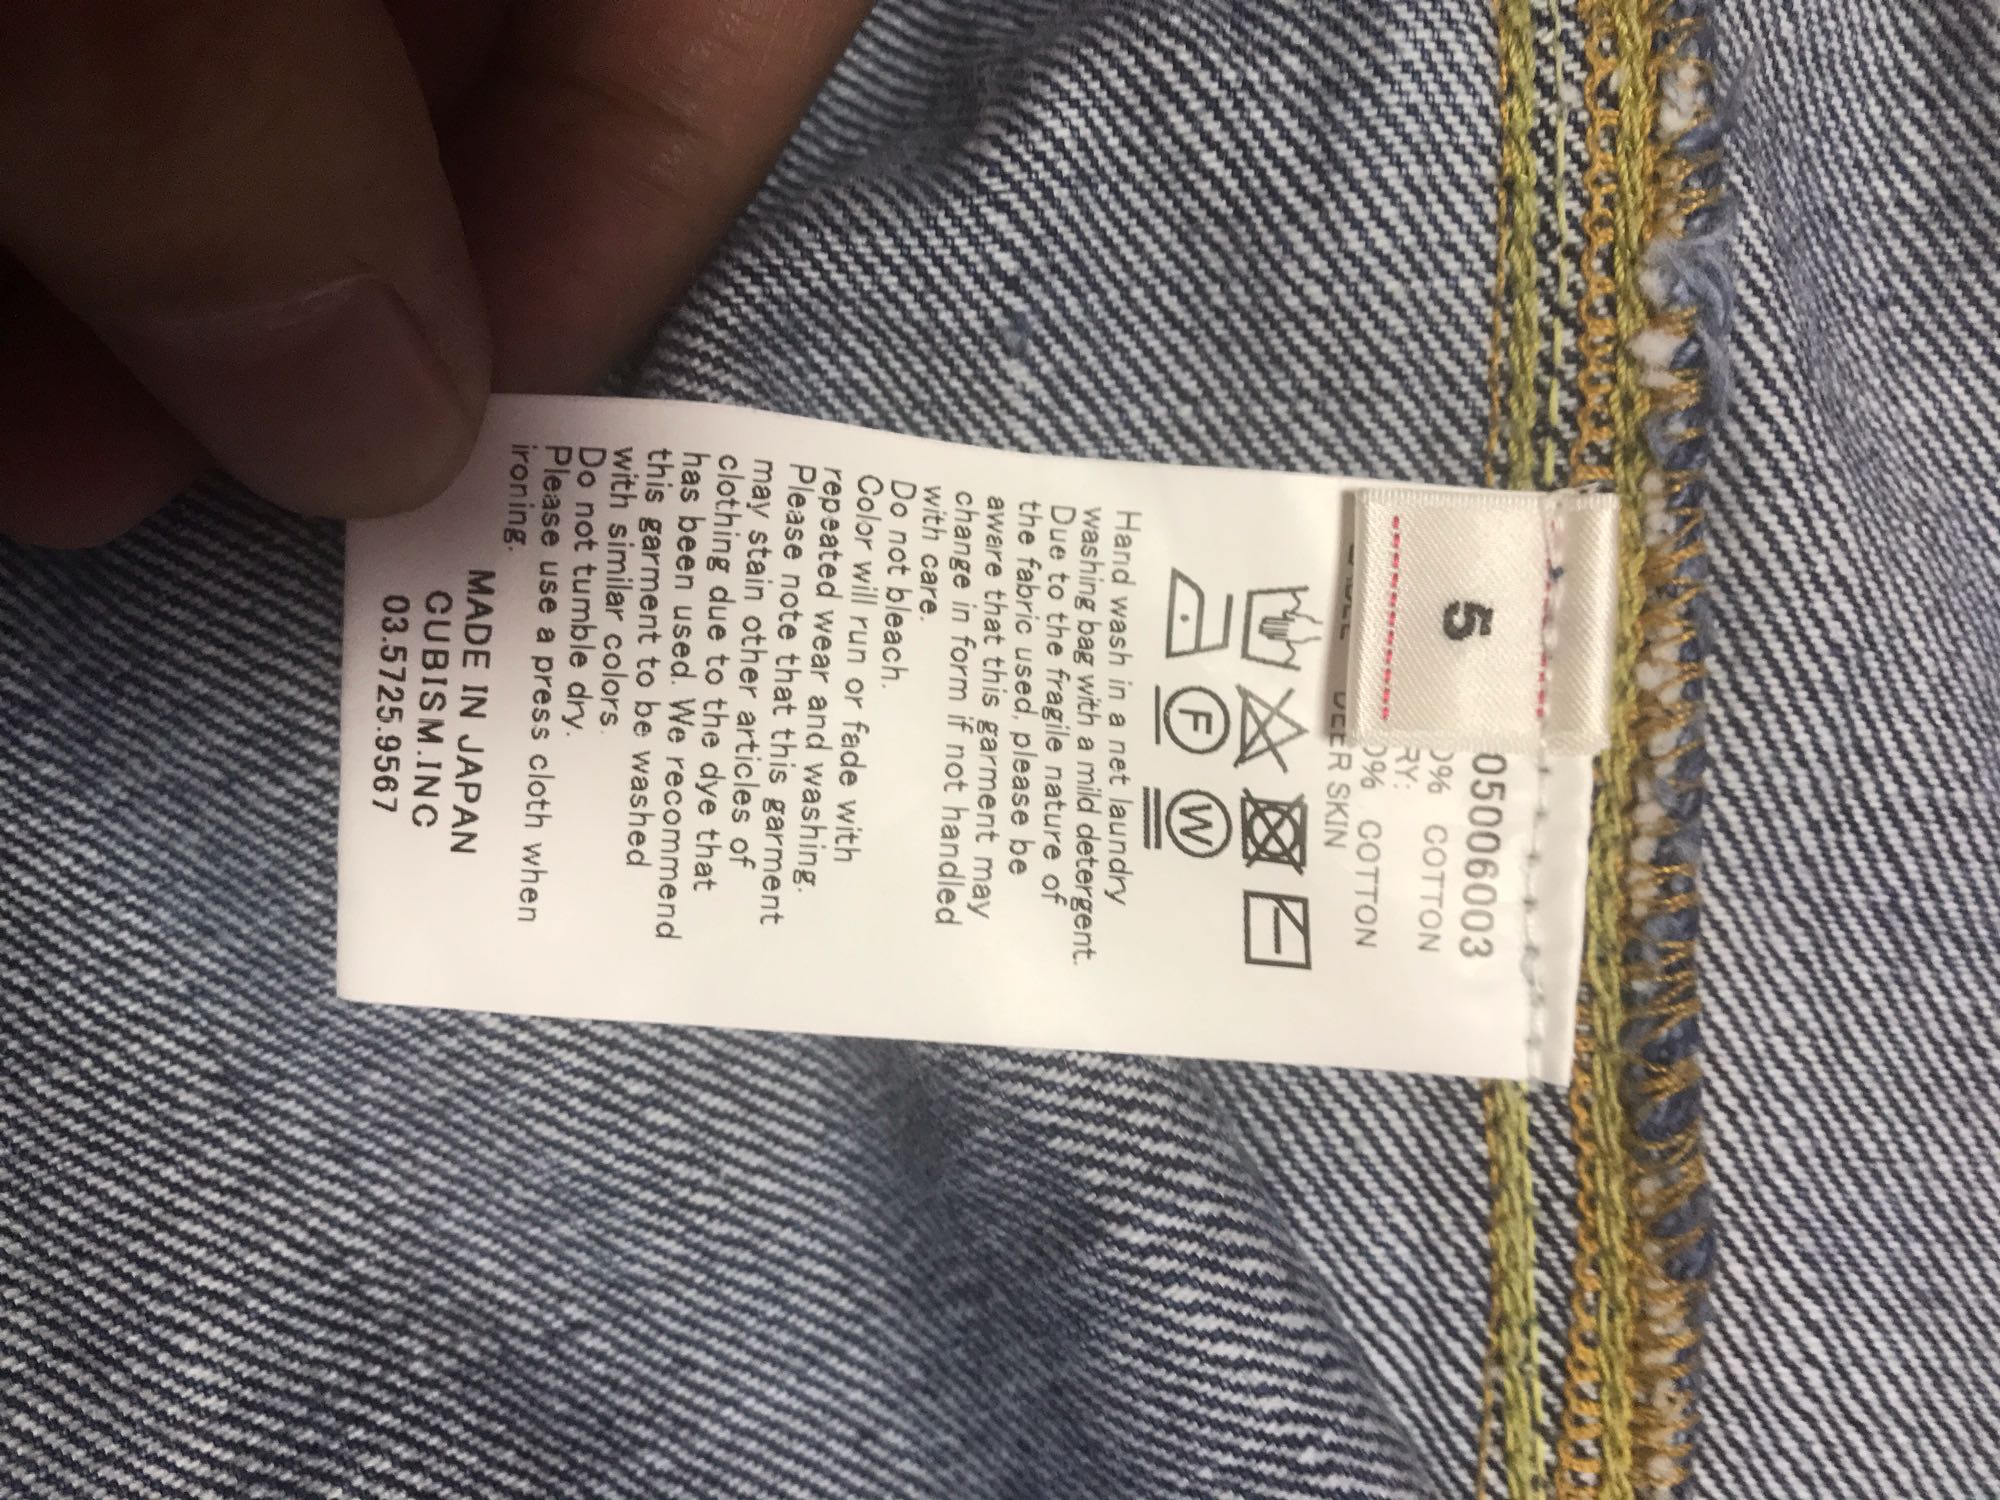 5
05006003
0% COTTON
RY:
0% COTTON
DEER SKIN
F
W
Hand wash in a net laundry
washing bag with a mild detergent.
Due to the fragile nature of
the fabric used, please be
aware that this garment may
change in form if not handled
with care.
Do not bleach.
Color will run or fade with
repeated wear and washing.
Please note that this garment
may stain other articles of
clothing due to the dye that
has been used. We recommend
this garment to be washed
with similar colors.
Do not tumble dry.
Please use a press cloth when
ironing.
MADE IN JAPAN
CUBISM.INC
03.5725.9567